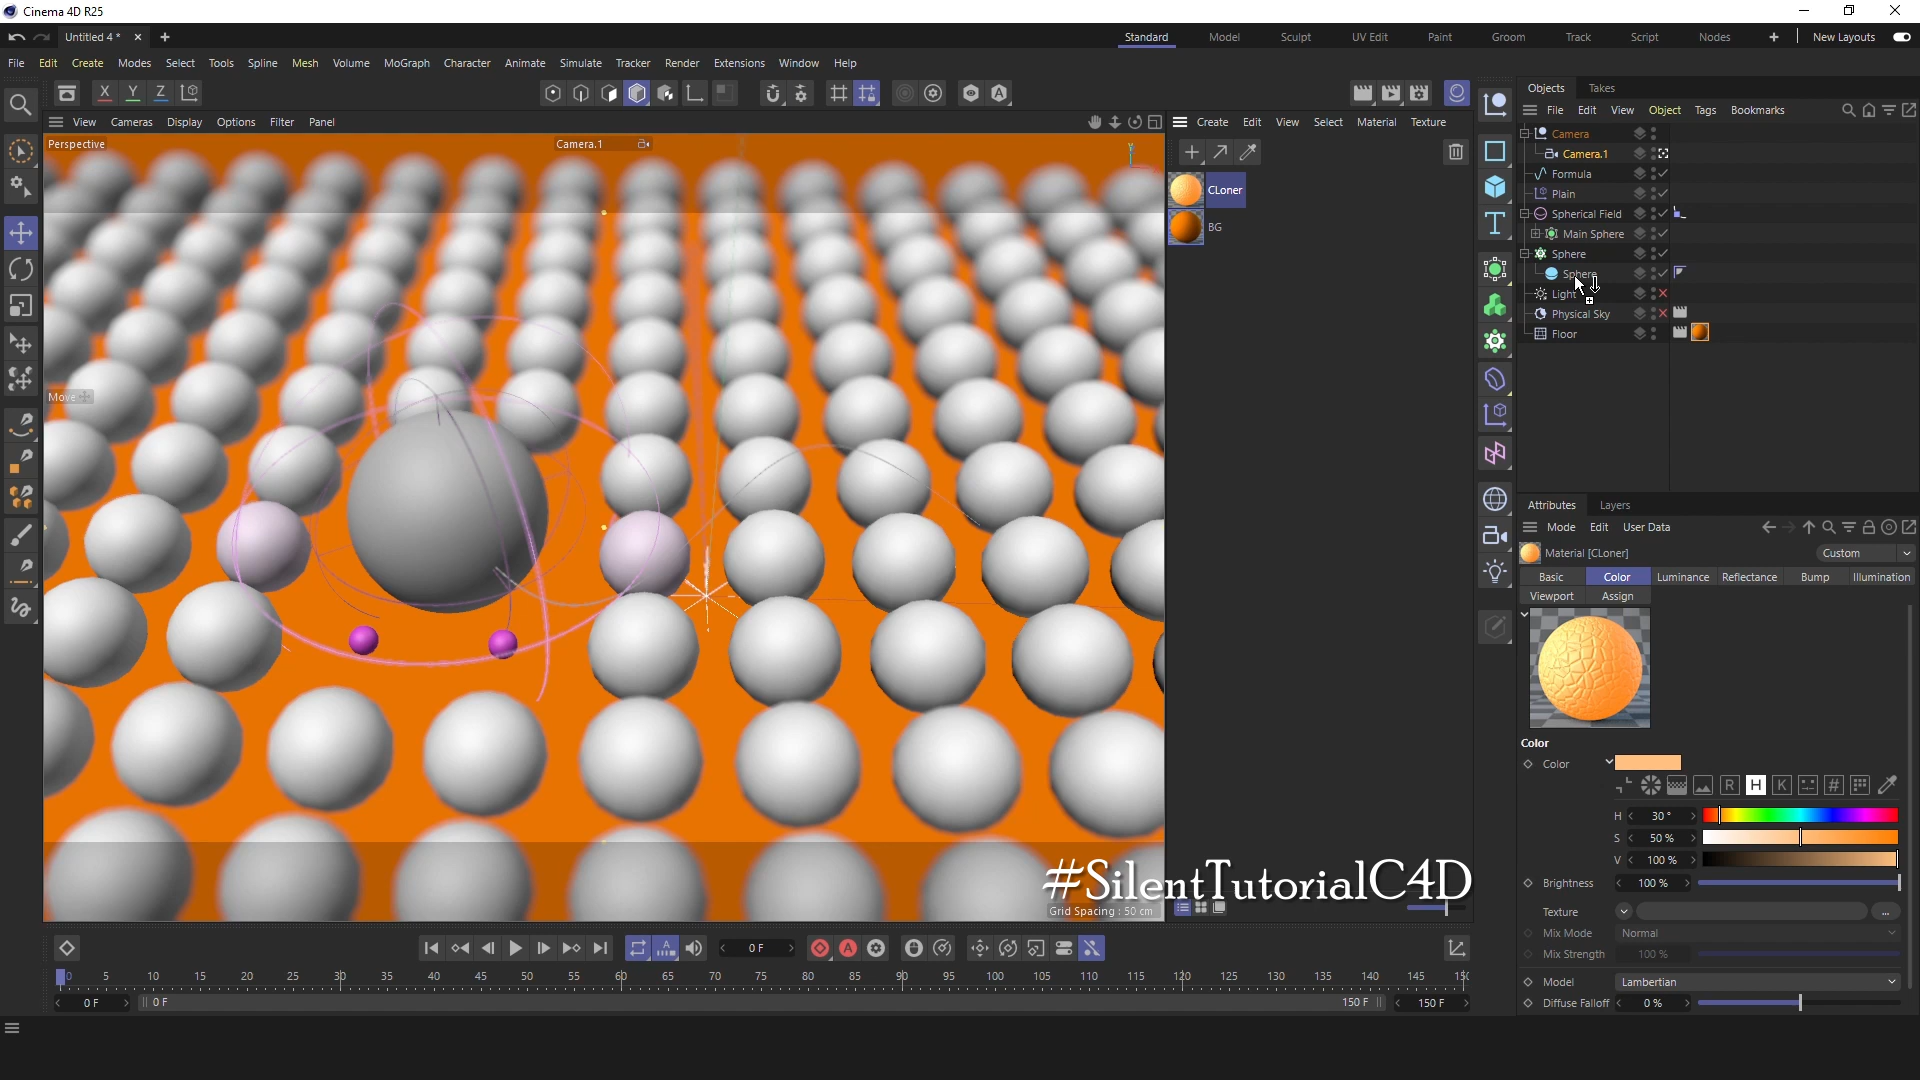 Cinema 4D R25
Untitled 4 *
Standard Model Sculpt UV Edit Paint Groom Track Script Nodes New Layouts
File Edit Create Modes Select Tools Spline Mesh Volume MoGraph Character Animate Simulate Tracker Render Extensions Window Help
X Y Z
View Cameras Display Options Filter Panel
Perspective
Camera.1
Y
Move
Grid Spacing : 50 cm
Create Edit View Select Material Texture
CLoner
BG
#SilentTutorialC4D
Objects Takes
File Edit View Object Tags Bookmarks
Camera
Camera.1
Formula
Plain
Spherical Field
Main Sphere
Sphere
Sphere
Light
Physical Sky
Floor
Attributes Layers
Mode Edit User Data
Material [CLoner]
Custom
Basic Color Luminance Reflectance Bump Illumination
Viewport Assign
Color
Color
R H K #
H 30 °
S 50 %
V 100 %
Brightness 100 %
Texture ...
Mix Mode Normal
Mix Strength 100 %
Model Lambertian
Diffuse Falloff 0 %
0 F
0 5 10 15 20 25 30 35 40 45 50 55 60 65 70 75 80 85 90 95 100 105 110 115 120 125 130 135 140 145
0 F 0 F 150 F 150 F